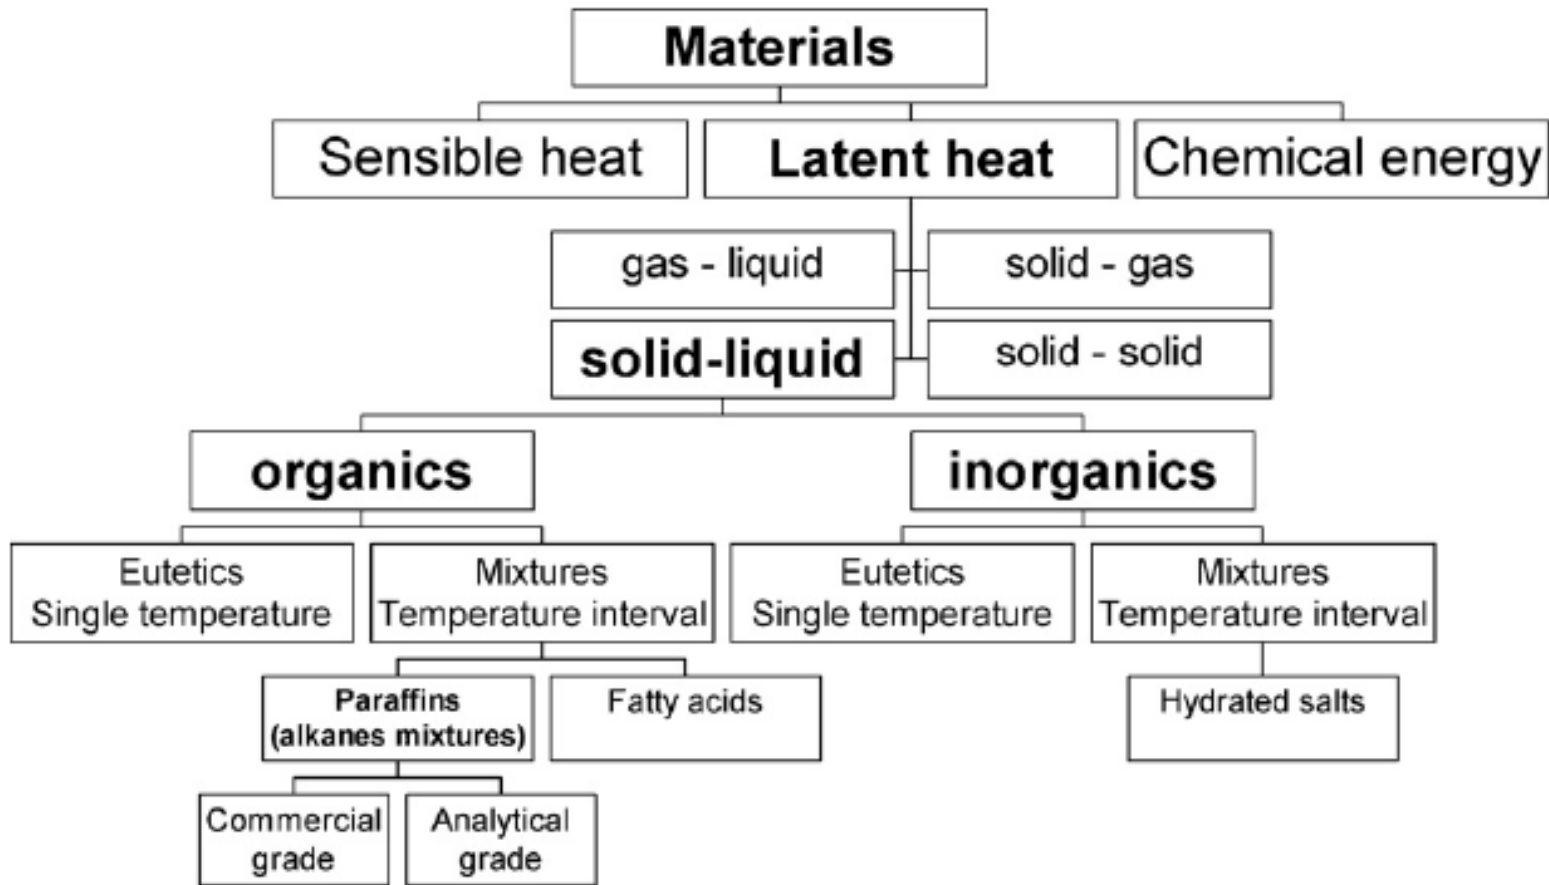 Materials
Sensible heat
Latent heat
Chemical energy
gas - liquid
solid - gas
solid-liquid
solid - solid
organics
inorganics
Eutetics
Single temperature
Mixtures
Temperature interval
Eutetics
Single temperature
Mixtures
Temperature interval
Paraffins
(alkanes mixtures)
Fatty acids
Hydrated salts
Commercial
grade
Analytical
grade